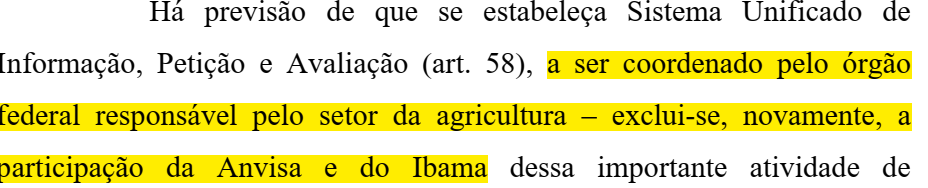 Há previsão de que se estabeleça Sistema Unificado de
Informação, Petição e Avaliação (art. 58), a ser coordenado pelo órgão
federal responsável pelo setor da agricultura – exclui-se, novamente, a
participação da Anvisa e do Ibama dessa importante atividade de